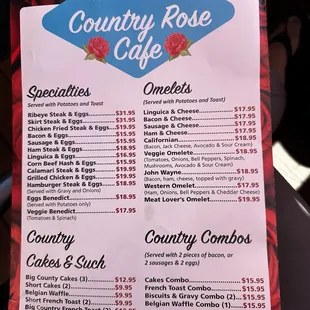 Country Rose
Cafe
Specialties
Served with Potatoes and Toast
Ribeye Steak & Eggs $31.95
Skirt Steak & Eggs $31.95
Chicken Fried Steak & Eggs $19.95
Bacon & Eggs $15.95
Sausage & Eggs $15.95
Ham Steak & Eggs $18.95
Linguica & Eggs $16.95
Corn Beef Hash & Eggs $15.95
Calamari Steak & Eggs $19.95
Grilled Chicken & Eggs $19.95
Hamburger Steak & Eggs $18.95
(Served with Gravy and Onions)
Eggs Benedict $18.95
(Served with Potatoes only)
Veggie Benedict $17.95
(Tomatoes & Spinach)
Omelets
(Served with Potatoes and Toast)
Linguica & Cheese $17.95
Bacon & Cheese $17.95
Sausage & Cheese $17.95
Ham & Cheese $17.95
Californian $18.95
(Bacon, Jack Cheese, Avocado & Sour Cream)
Veggie Omelete $18.95
(Tomatoes, Onions, Bell Peppers, Spinach,
Mushrooms, Avocado & Sour Cream)
John Wayne $18.95
(Bacon, ham, cheese, topped with gravy)
Western Omelet $17.95
(Ham, Onions, Bell Peppers & Cheddar Cheese)
Meat Lover's Omelet $19.95
Country
Cakes & Such
Big County Cakes (3) $12.95
Short Cakes (2) $9.95
Belgian Waffle $9.95
Short French Toast (2) $9.95
Big Country French Toast
Country Combos
(Served with 2 pieces of bacon, or
2 sausages & 2 eggs)
Cakes Combo $15.95
French Toast Combo $15.95
Biscuits & Gravy Combo (2) $15.95
Belgian Waffle Combo (1) $15.95